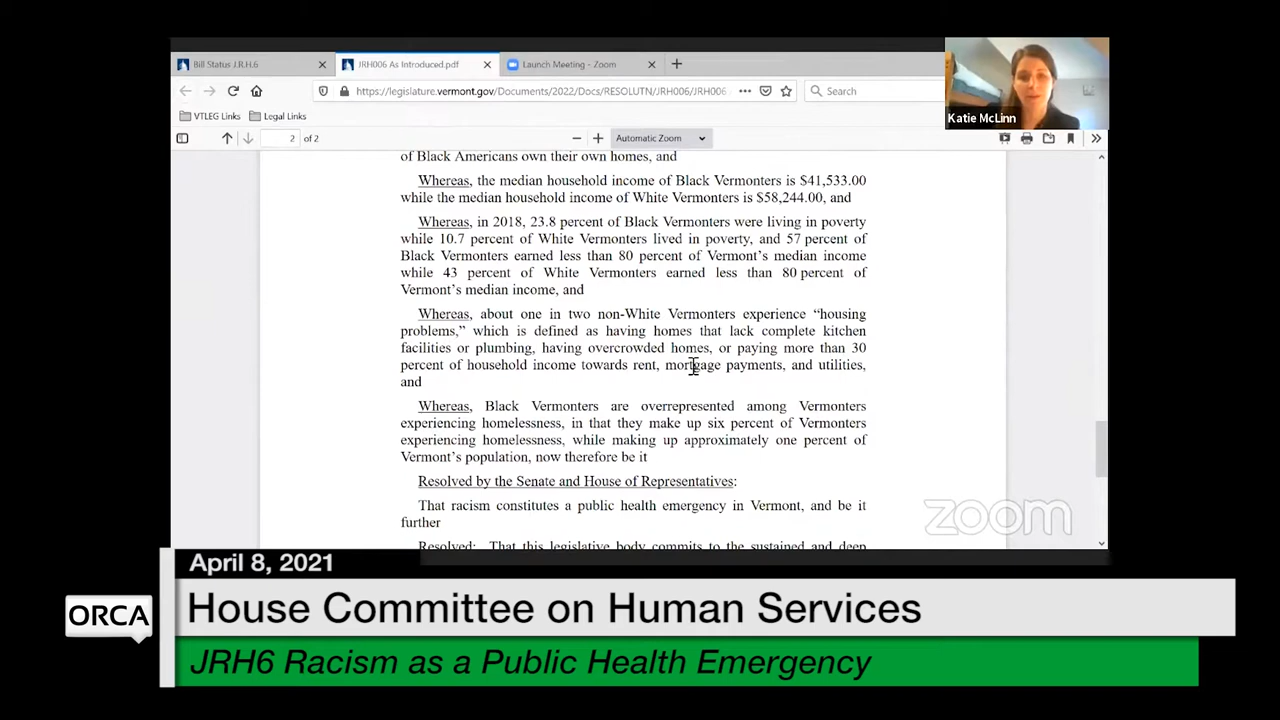 Bill Status J.R.H.6
JRH006 As Introduced.pdf
Launch Meeting - Zoom
https://legislature.vermont.gov/Documents/2022/Docs/RESOLUTN/JRH006/JRH006
Search
VTLEG Links
Legal Links
Katie McLinn
2 of 2
Automatic Zoom
of Black Americans own their own homes, and
Whereas, the median household income of Black Vermonters is $41,533.00
while the median household income of White Vermonters is $58,244.00, and
Whereas, in 2018, 23.8 percent of Black Vermonters were living in poverty
while 10.7 percent of White Vermonters lived in poverty, and 57 percent of
Black Vermonters earned less than 80 percent of Vermont’s median income
while 43 percent of White Vermonters earned less than 80 percent of
Vermont’s median income, and
Whereas, about one in two non-White Vermonters experience “housing
problems,” which is defined as having homes that lack complete kitchen
facilities or plumbing, having overcrowded homes, or paying more than 30
percent of household income towards rent, mortgage payments, and utilities,
and
Whereas, Black Vermonters are overrepresented among Vermonters
experiencing homelessness, in that they make up six percent of Vermonters
experiencing homelessness, while making up approximately one percent of
Vermont’s population, now therefore be it
Resolved by the Senate and House of Representatives:
That racism constitutes a public health emergency in Vermont, and be it
further
Resolved: That this legislative body commits to the sustained and deep
zoom
April 8, 2021
ORCA
House Committee on Human Services
JRH6 Racism as a Public Health Emergency